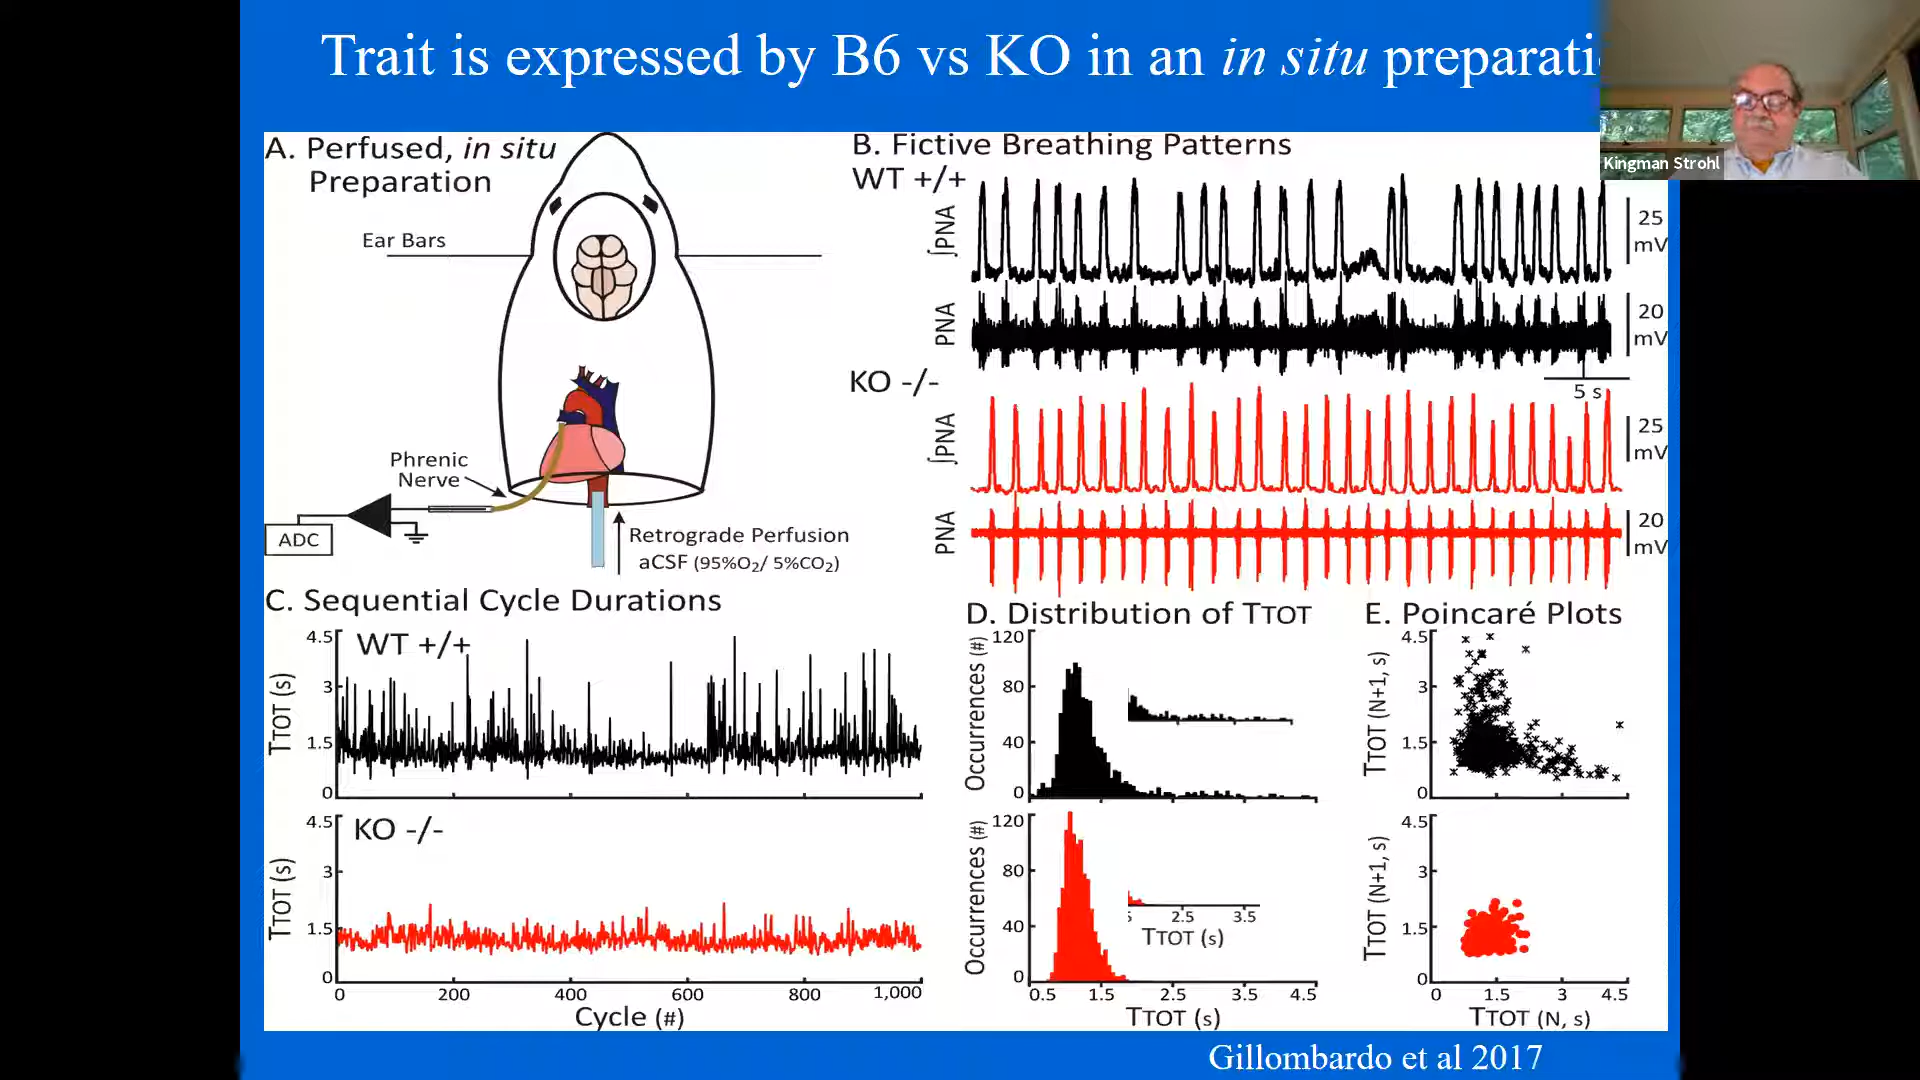 Trait is expressed by B6 vs KO in an in situ preparati
Kingman Strohl
A. Perfused, in situ
Preparation
Ear Bars
Phrenic
Nerve
ADC
Retrograde Perfusion
aCSF (95%O₂/ 5%CO₂)
B. Fictive Breathing Patterns
WT +/+
∫PNA
25
mV
PNA
20
mV
5 s
KO -/-
∫PNA
25
mV
PNA
20
mV
C. Sequential Cycle Durations
WT +/+
TTOT (s)
4.5
3
1.5
0
KO -/-
TTOT (s)
4.5
3
1.5
0
0 200 400 600 800 1,000
Cycle (#)
D. Distribution of TTOT
Occurrences (#)
120
80
40
0
Occurrences (#)
120
80
40
0
2.5 3.5
TTOT (s)
0.5 1.5 2.5 3.5 4.5
TTOT (s)
E. Poincaré Plots
TTOT (N+1, s)
4.5
3
1.5
0
TTOT (N+1, s)
4.5
3
1.5
0
0 1.5 3 4.5
TTOT (N, s)
Gillombardo et al 2017